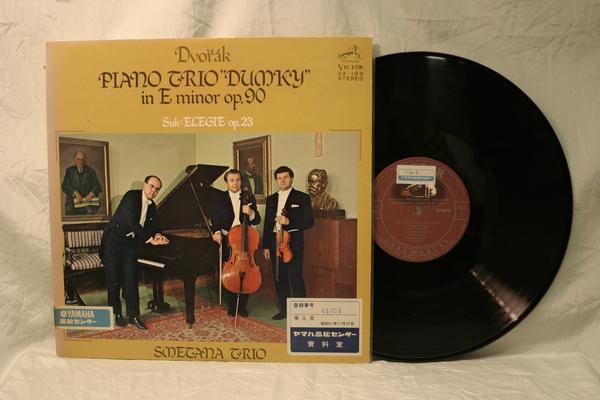 Dvořák
PIANO TRIO "DUMKY"
in E minor op.90
Suk: ELEGIE op.23
VICTOR
VX-189
STEREO
YAMAHA
高松センター
登録番号
01704
受入日
ヤマハ高松センター
資料室
SMETANA TRIO